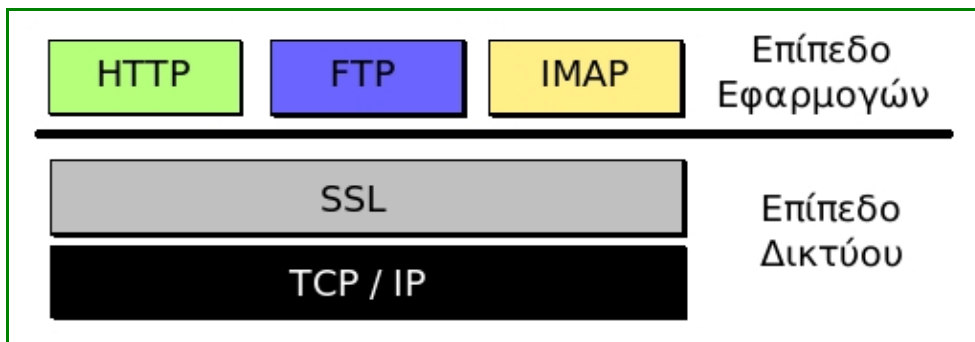 HTTP
FTP
IMAP
Επίπεδο
Εφαρμογών
SSL
TCP / IP
Επίπεδο
Δικτύου